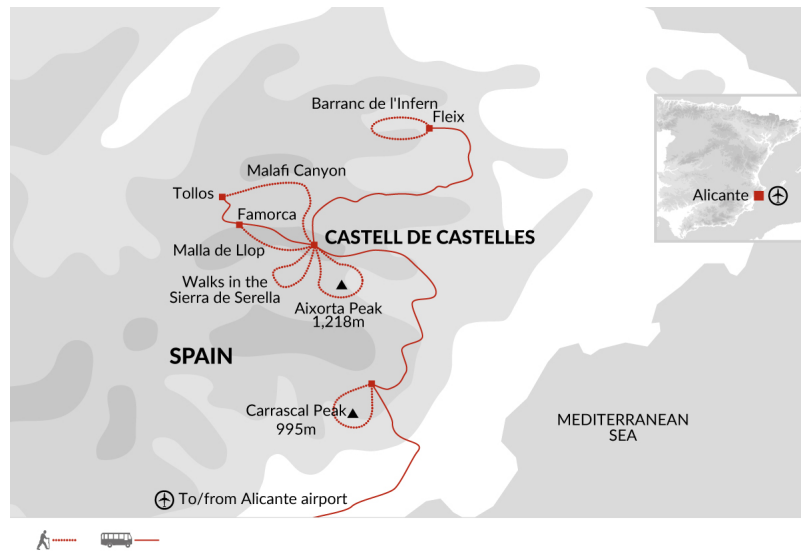 Barranc de l'Infern
Fleix
Malafi Canyon
Tollos
Famorca
CASTELL DE CASTELLES
Malla de Llop
Walks in the
Sierra de Serella
Aixorta Peak
1,218m
SPAIN
Carrascal Peak
995m
MEDITERRANEAN
SEA
To/from Alicante airport
Alicante